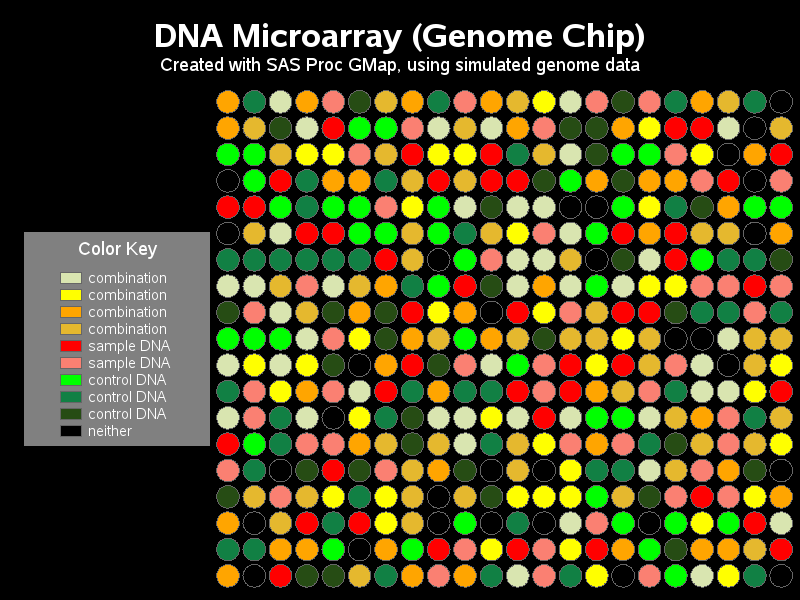 DNA Microarray (Genome Chip)
Created with SAS Proc GMap, using simulated genome data
Color Key
combination
combination
combination
combination
sample DNA
sample DNA
control DNA
control DNA
control DNA
neither